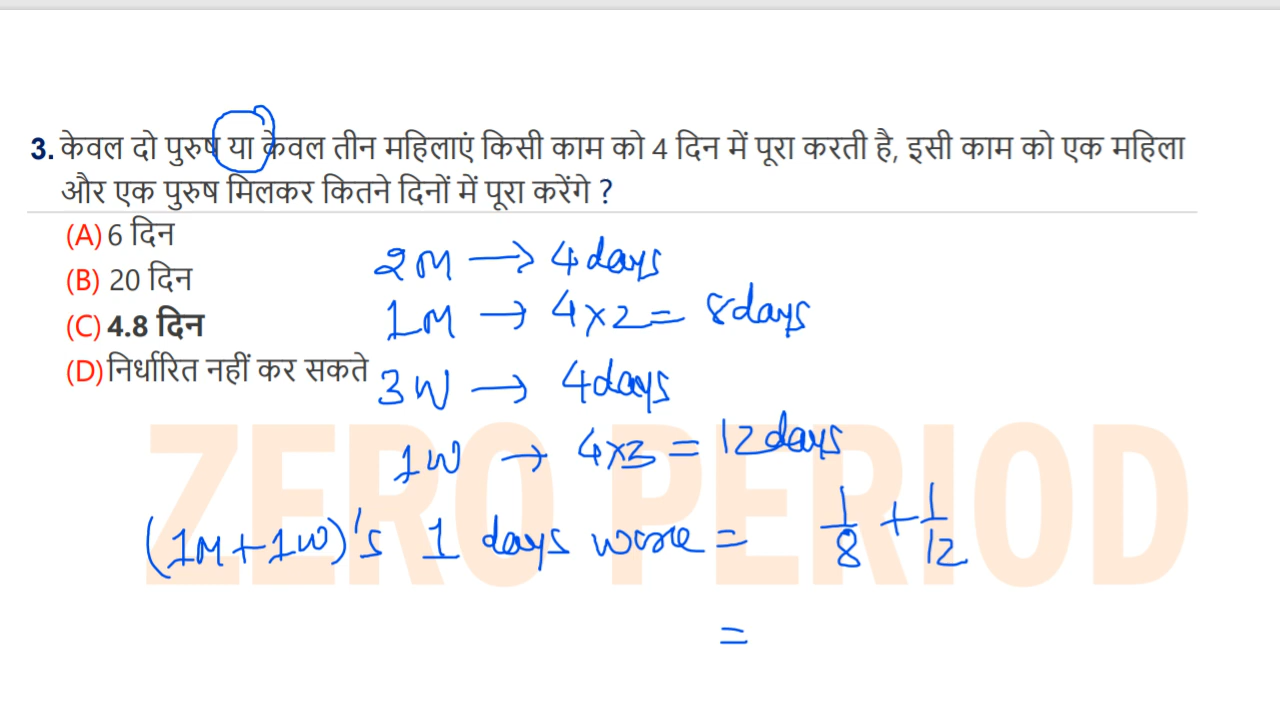 3. केवल दो पुरुष या केवल तीन महिलाएं किसी काम को 4 दिन में पूरा करती है, इसी काम को एक महिला
और एक पुरुष मिलकर कितने दिनों में पूरा करेंगे ?
(A) 6 दिन
(B) 20 दिन
(C) 4.8 दिन
(D) निर्धारित नहीं कर सकते
2M → 4 days
1M → 4×2 = 8 days
3W → 4 days
1W → 4×3 = 12 days
(1M+1W)'s 1 days = 1/8 + 1/12
=
ZERO PERIOD